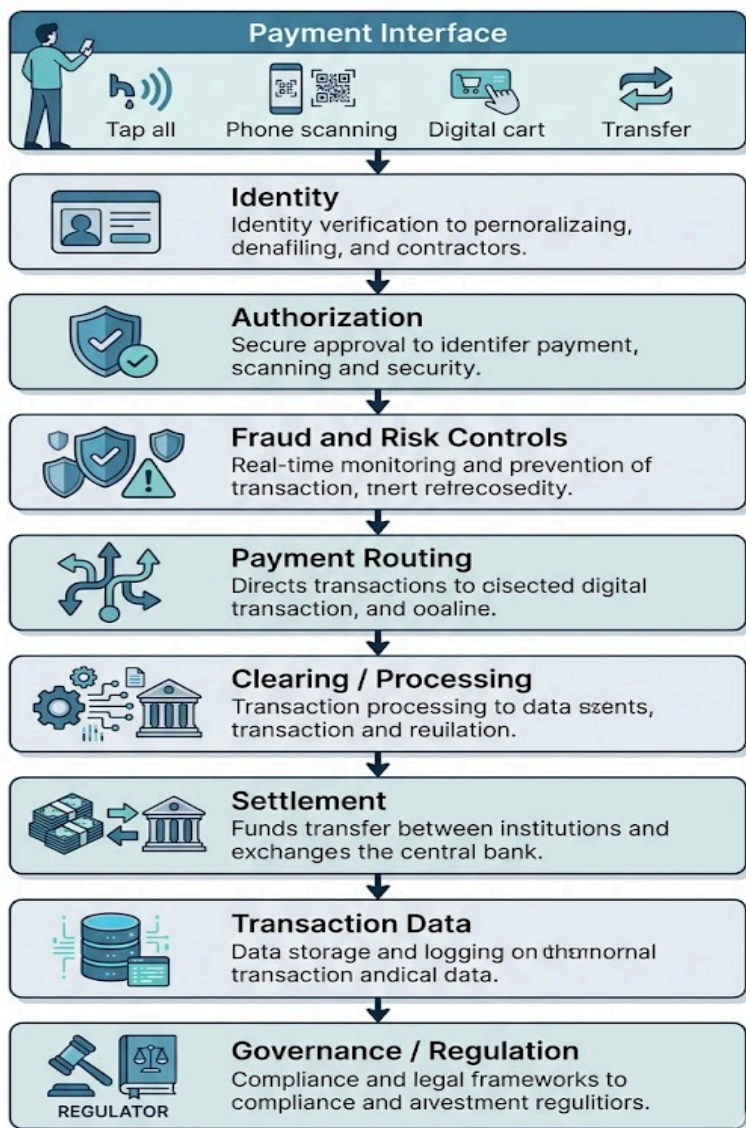 Payment Interface
Tap all
Phone scanning
Digital cart
Transfer
Identity
Identity verification to pernoralizaing,
denafiling, and contractors.
Authorization
Secure approval to identifer payment,
scanning and security.
Fraud and Risk Controls
Real-time monitoring and prevention of
transaction, tnert refrecosedity.
Payment Routing
Directs transactions to cisected digital
transaction, and ooaline.
Clearing / Processing
Transaction processing to data
transaction and reuilation.
Settlement
Funds transfer between institutions and
exchanges the central bank.
Transaction Data
Data storage and logging on
transaction andical data.
Governance / Regulation
Compliance and legal frameworks to
compliance and aivestment regulitiors.
REGULATOR